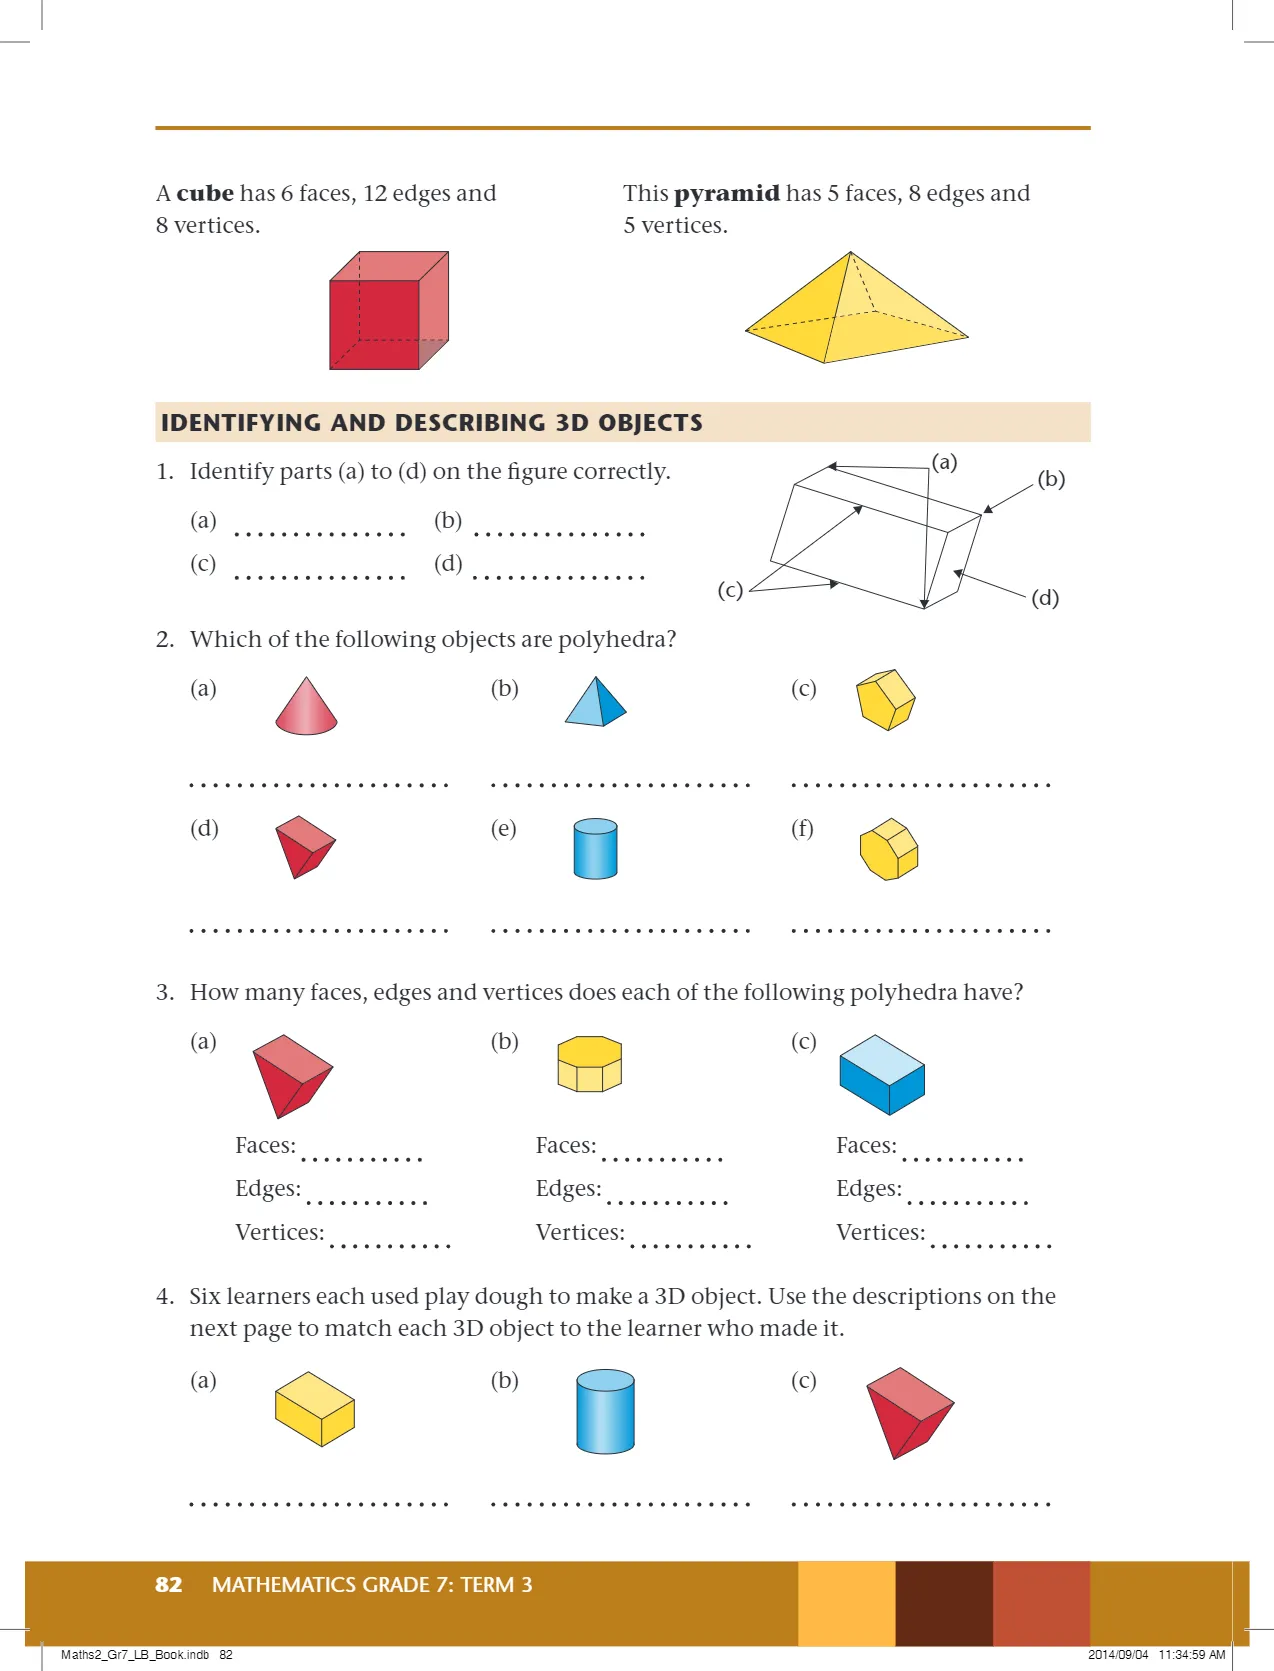 A cube has 6 faces, 12 edges and
8 vertices.
This pyramid has 5 faces, 8 edges and
5 vertices.
IDENTIFYING AND DESCRIBING 3D OBJECTS
1. Identify parts (a) to (d) on the figure correctly.
(a) ............... (b) ...............
(c) ............... (d) ...............
(a)
(b)
(c)
(d)
2. Which of the following objects are polyhedra?
(a) (b) (c)
...................... ...................... ......................
(d) (e) (f)
...................... ...................... ......................
3. How many faces, edges and vertices does each of the following polyhedra have?
(a) (b) (c)
Faces: ........... Faces: ........... Faces: ...........
Edges: ........... Edges: ........... Edges: ...........
Vertices: ........... Vertices: ........... Vertices: ...........
4. Six learners each used play dough to make a 3D object. Use the descriptions on the
next page to match each 3D object to the learner who made it.
(a) (b) (c)
...................... ...................... ......................
82 MATHEMATICS GRADE 7: TERM 3
Maths2_Gr7_LB_Book.indb 82
2014/09/04 11:34:59 AM